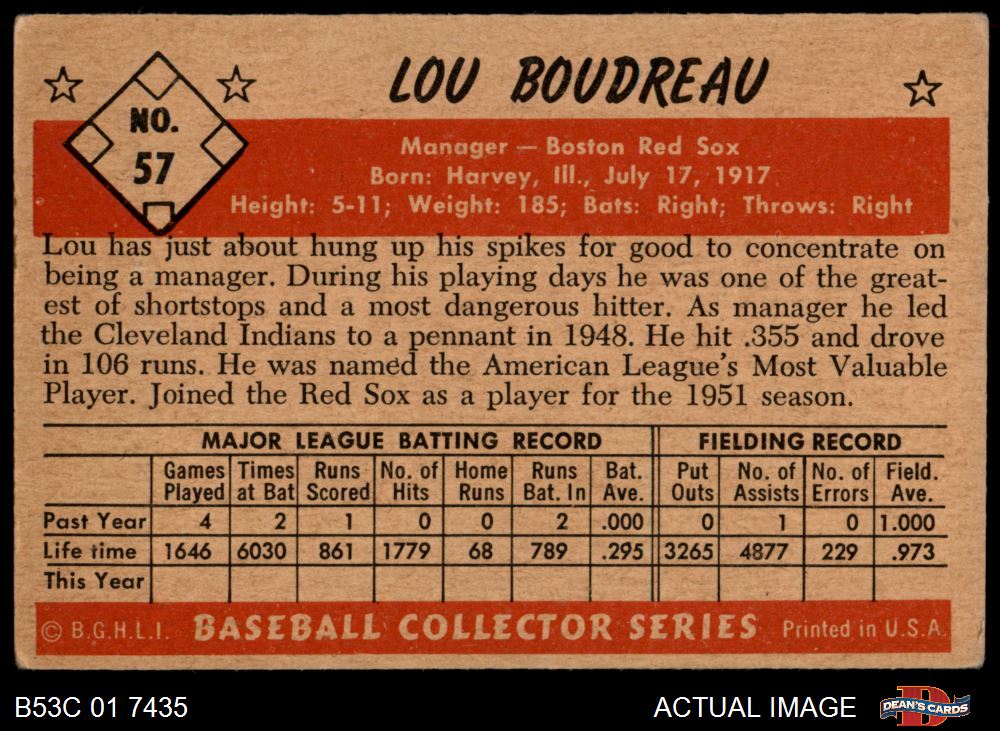 LOU BOUDREAU
NO.
57
Manager — Boston Red Sox
Born: Harvey, Ill., July 17, 1917
Height: 5-11; Weight: 185; Bats: Right; Throws: Right
Lou has just about hung up his spikes for good to concentrate on
being a manager. During his playing days he was one of the great-
est of shortstops and a most dangerous hitter. As manager he led
the Cleveland Indians to a pennant in 1948. He hit .355 and drove
in 106 runs. He was named the American League's Most Valuable
Player. Joined the Red Sox as a player for the 1951 season.
MAJOR LEAGUE BATTING RECORD FIELDING RECORD
Games Times Runs No. of Home Runs Bat. Put No. of No. of Field.
Played at Bat Scored Hits Runs Bat. In Ave. Outs Assists Errors Ave.
Past Year 4 2 1 0 0 2 .000 0 1 0 1.000
Life time 1646 6030 861 1779 68 789 .295 3265 4877 229 .973
This Year
© B.G.H.L.I. BASEBALL COLLECTOR SERIES Printed in U.S.A.
B53C 01 7435 ACTUAL IMAGE D DEAN'S CARDS